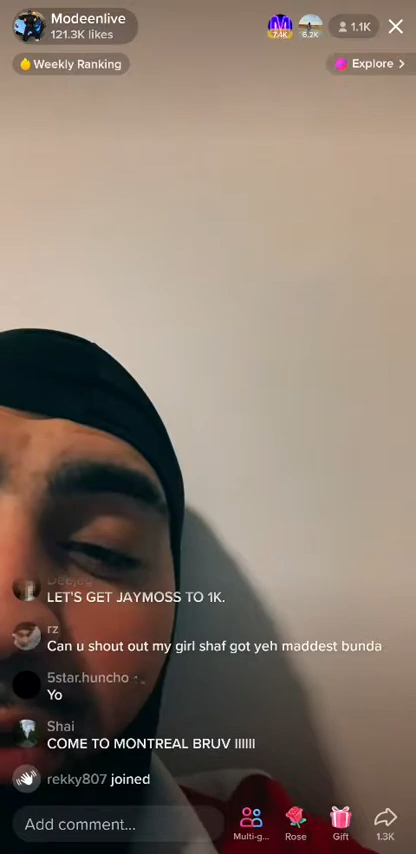 Modeenlive
121.3K likes
7.4K
6.2K
1.1K
Weekly Ranking
Explore
LET'S GET JAYMOSS TO 1K.
rz
Can u shout out my girl shaf got yeh maddest bunda
5star.huncho
Yo
Shai
COME TO MONTREAL BRUV llllll
rekky807 joined
Add comment...
Multi-g...
Rose
Gift
1.3K